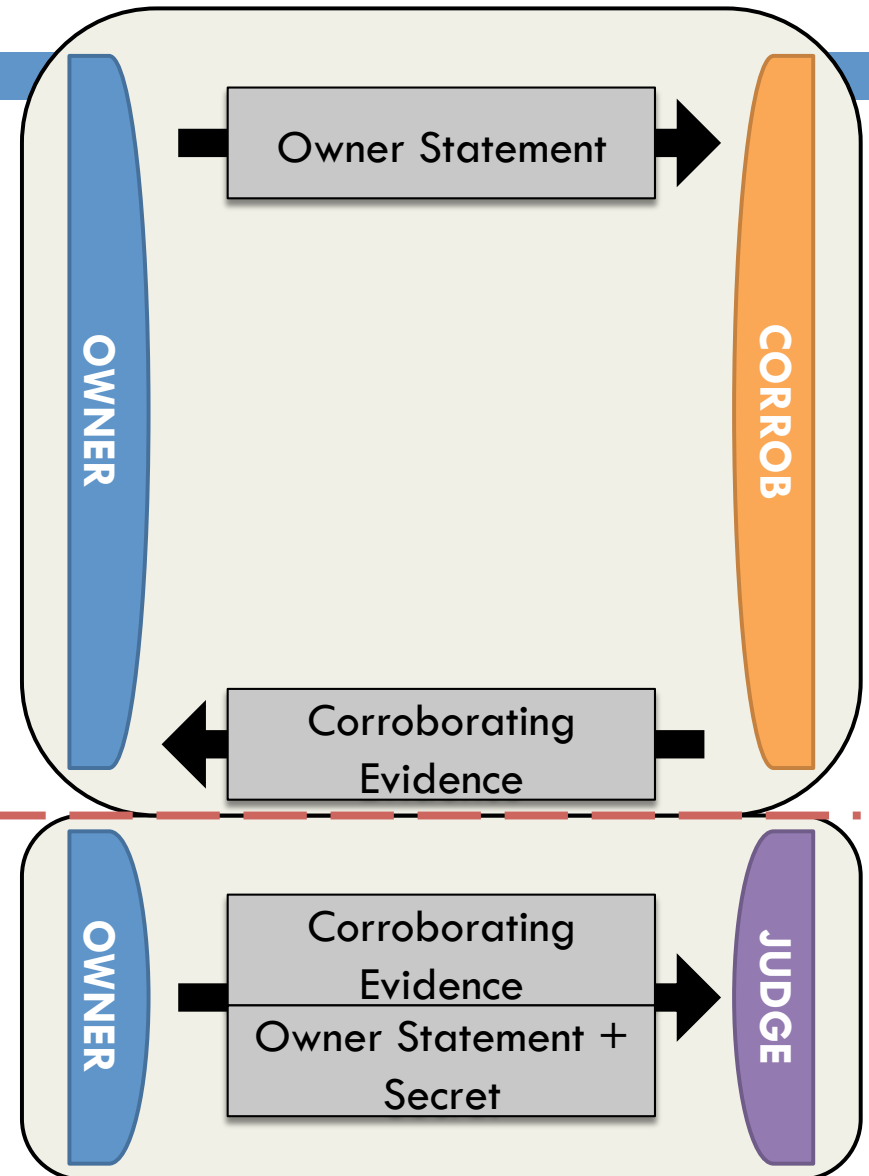 Owner Statement
OWNER
CORROB
Corroborating
Evidence
OWNER
Corroborating
Evidence
Owner Statement +
Secret
JUDGE